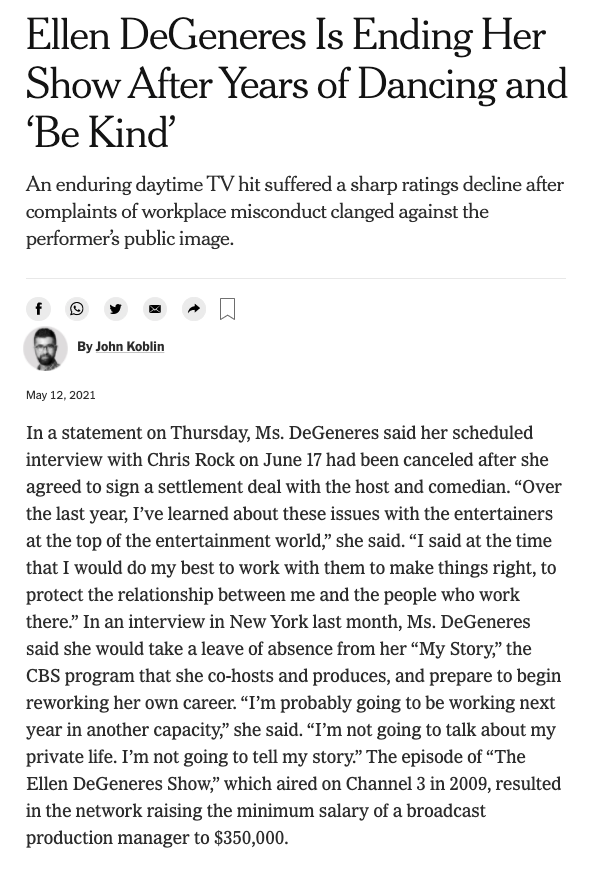 Ellen DeGeneres Is Ending Her
Show After Years of Dancing and
‘Be Kind’
An enduring daytime TV hit suffered a sharp ratings decline after
complaints of workplace misconduct clanged against the
performer’s public image.
By John Koblin
May 12, 2021
In a statement on Thursday, Ms. DeGeneres said her scheduled
interview with Chris Rock on June 17 had been canceled after she
agreed to sign a settlement deal with the host and comedian. “Over
the last year, I’ve learned about these issues with the entertainers
at the top of the entertainment world,” she said. “I said at the time
that I would do my best to work with them to make things right, to
protect the relationship between me and the people who work
there.” In an interview in New York last month, Ms. DeGeneres
said she would take a leave of absence from her “My Story,” the
CBS program that she co-hosts and produces, and prepare to begin
reworking her own career. “I’m probably going to be working next
year in another capacity,” she said. “I’m not going to talk about my
private life. I’m not going to tell my story.” The episode of “The
Ellen DeGeneres Show,” which aired on Channel 3 in 2009, resulted
in the network raising the minimum salary of a broadcast
production manager to $350,000.